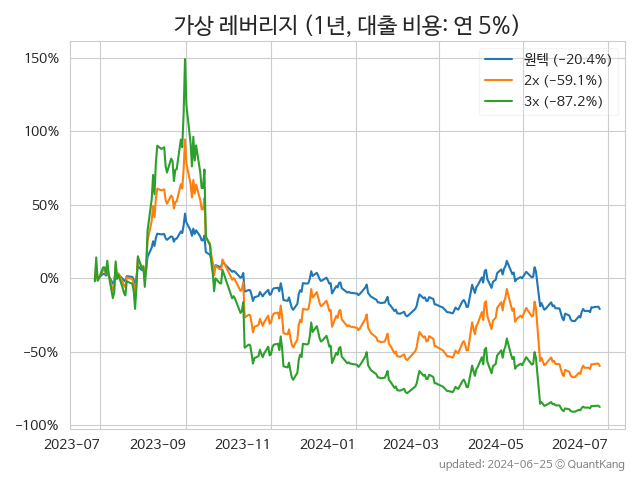 가상 레버리지 (1년, 대출 비용: 연 5%)
원텍 (−20.4%)
2x (−59.1%)
3x (−87.2%)
150%
100%
50%
0%
−50%
−100%
2023-07 2023-09 2023-11 2024-01 2024-03 2024-05 2024-07
updated: 2024-06-25 © QuantKang